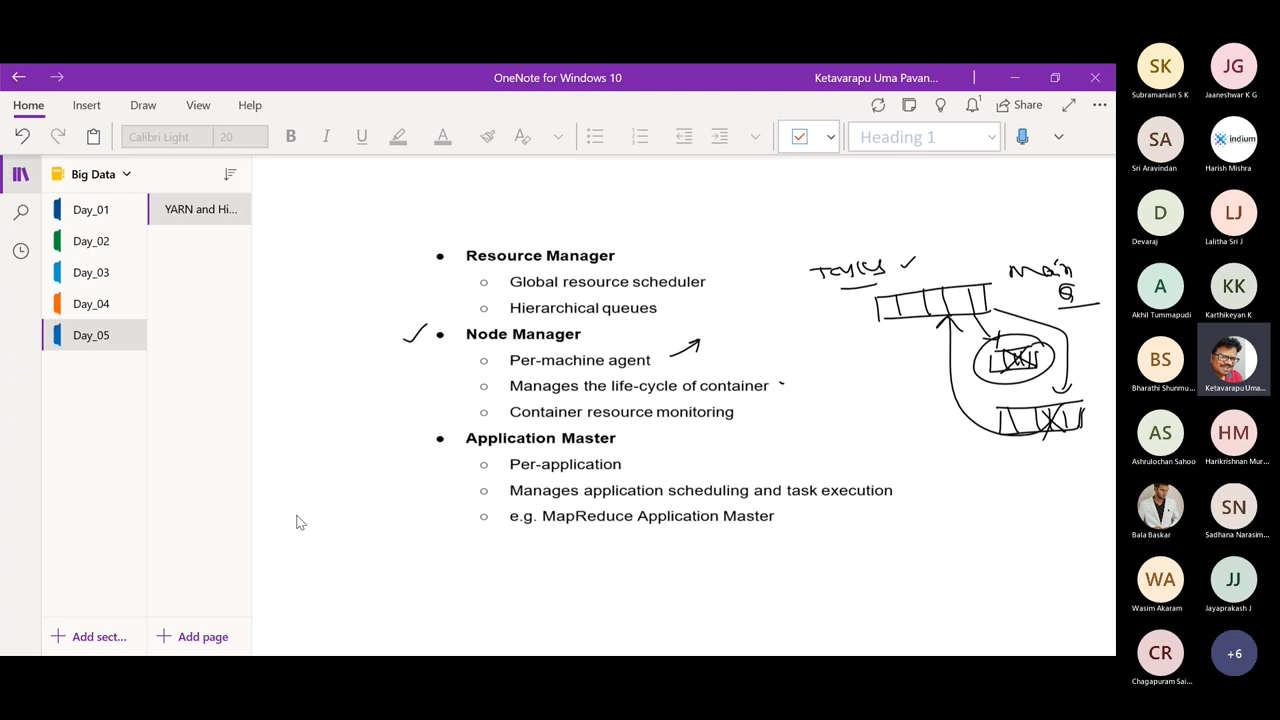 OneNote for Windows 10
Ketavarapu Uma Pavan...
Home
Insert
Draw
View
Help
Share
Calibri Light
20
B
I
U
A
A
Heading 1
Big Data
Day_01
Day_02
Day_03
Day_04
Day_05
YARN and Hi...
Add sect...
Add page
• Resource Manager
○ Global resource scheduler
○ Hierarchical queues
• Node Manager
○ Per-machine agent
○ Manages the life-cycle of container
○ Container resource monitoring
• Application Master
○ Per-application
○ Manages application scheduling and task execution
○ e.g. MapReduce Application Master
Main
Q
SK
Subramanian S K
JG
Jaaneshwar K G
SA
Sri Aravindan
indium
Harish Mishra
D
Devaraj
LJ
Lalitha Sri J
A
Akhil Tummapudi
KK
Karthikeyan K
BS
Bharathi Shunmu...
Ketavarapu Uma...
AS
Ashrulochan Sahoo
HM
Harikrishnan Mur...
Bala Baskar
SN
Sadhana Narasim...
WA
Wasim Akaram
JJ
Jayaprakash J
CR
Chagapuram Sai...
+6